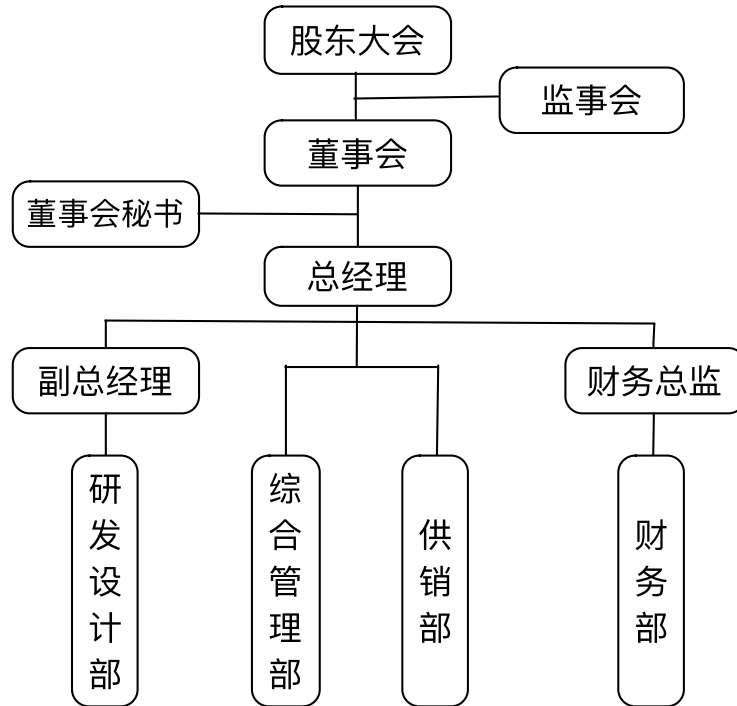 股东大会
监事会
董事会
董事会秘书
总经理
副总经理
财务总监
研发设计部
综合管理部
供销部
财务部